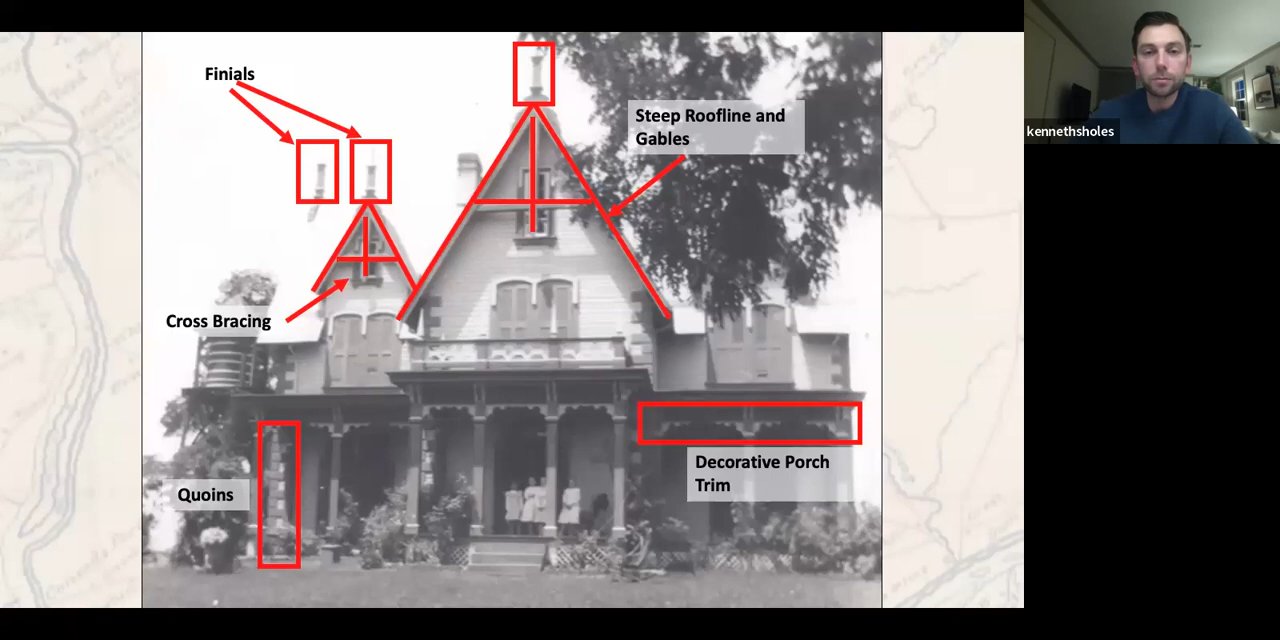 Finials
Steep Roofline and
Gables
kennethsholes
Cross Bracing
Decorative Porch
Trim
Quoins